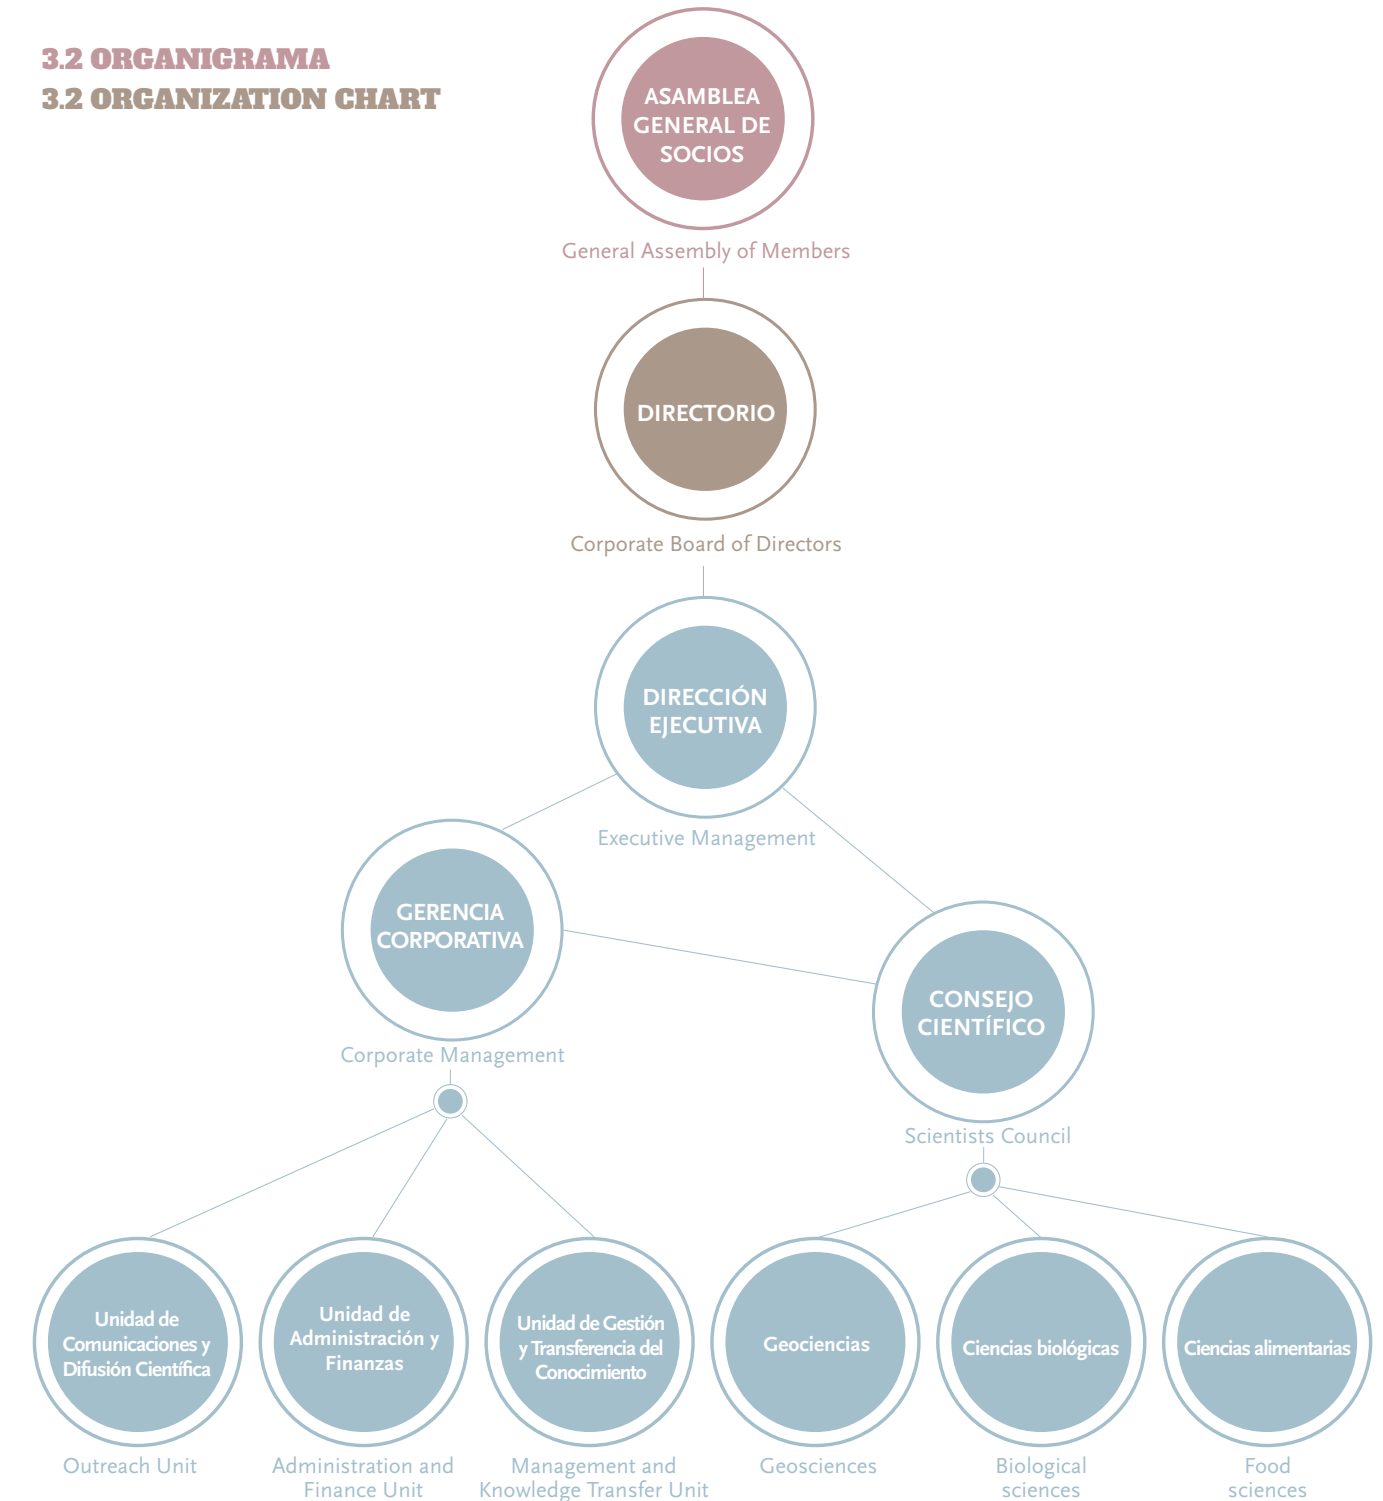 3.2 ORGANIGRAMA
3.2 ORGANIZATION CHART
ASAMBLEA
GENERAL DE
SOCIOS
General Assembly of Members
DIRECTORIO
Corporate Board of Directors
DIRECCIÓN
EJECUTIVA
Executive Management
GERENCIA
CORPORATIVA
Corporate Management
CONSEJO
CIENTÍFICO
Scientists Council
Unidad de
Comunicaciones y
Difusión Científica
Outreach Unit
Unidad de
Administración y
Finanzas
Administration and
Finance Unit
Unidad de Gestión
y Transferencia del
Conocimiento
Management and
Knowledge Transfer Unit
Geociencias
Geosciences
Ciencias biológicas
Biological
sciences
Ciencias alimentarias
Food
sciences